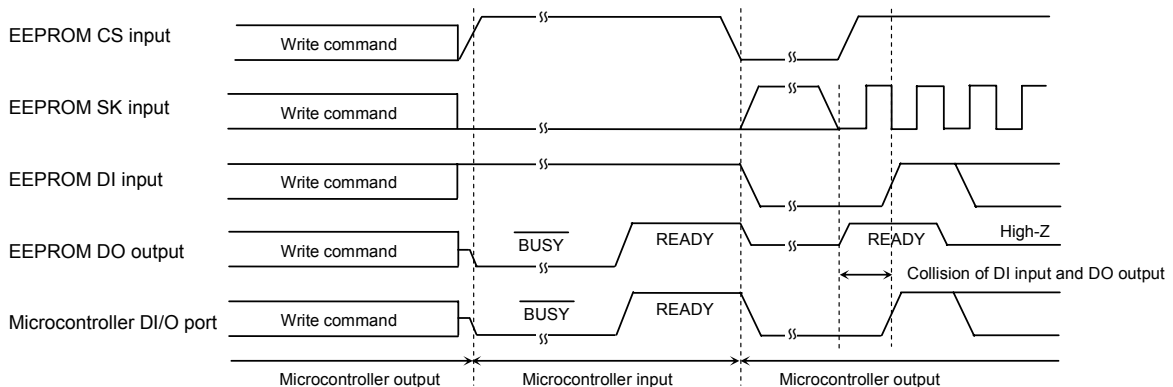 EEPROM CS input
Write command
EEPROM SK input
Write command
EEPROM DI input
Write command
EEPROM DO output
Write command
BUSY
READY
READY
High-Z
Collision of DI input and DO output
Microcontroller DI/O port
Write command
BUSY
READY
Microcontroller output
Microcontroller input
Microcontroller output